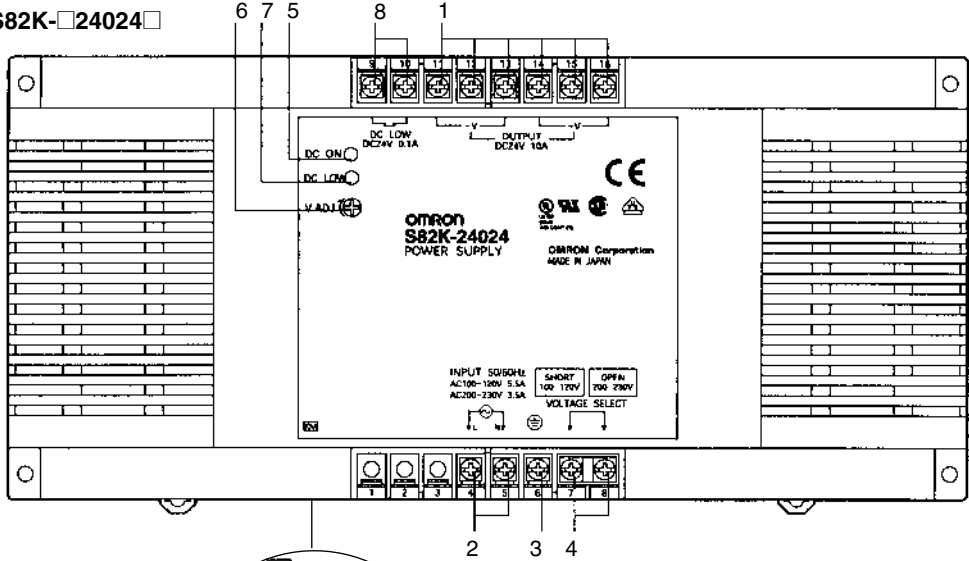 S82K-□24024□
6 7 5 8 1
9 10 11 12 13 14 15 16
DC LOW
DC24V 0.1A
-V
-V
OUTPUT
DC24V 10A
DC ON
DC LOW
V.ADJ
CE
OMRON
S82K-24024
POWER SUPPLY
OMRON Corporation
MADE IN JAPAN
INPUT 50/60Hz
AC100-120V 5.5A
AC200-230V 3.5A
SHORT
100-120V
OPEN
200-230V
VOLTAGE SELECT
L N
1 2 3 4 5 6 7 8
2 3 4